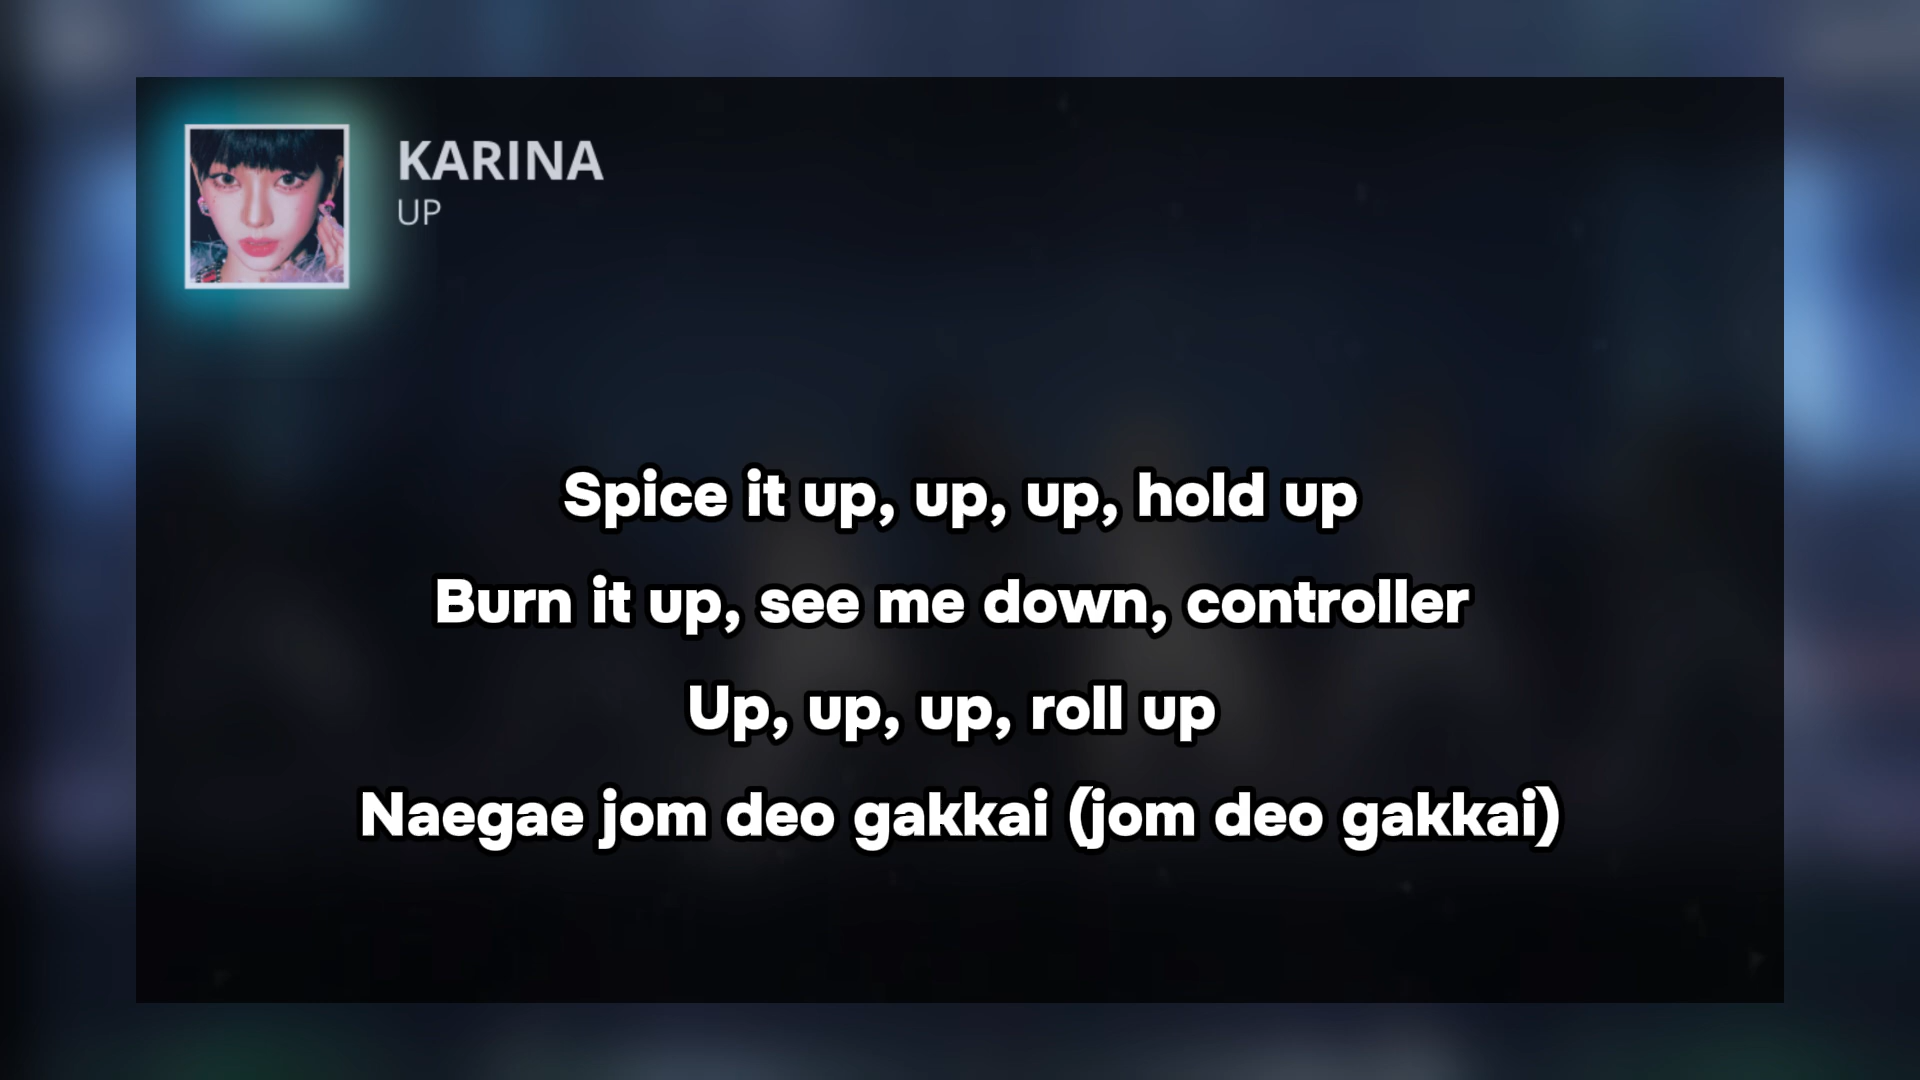 KARINA
UP
Spice it up, up, up, hold up
Burn it up, see me down, controller
Up, up, up, roll up
Naegae jom deo gakkai (jom deo gakkai)